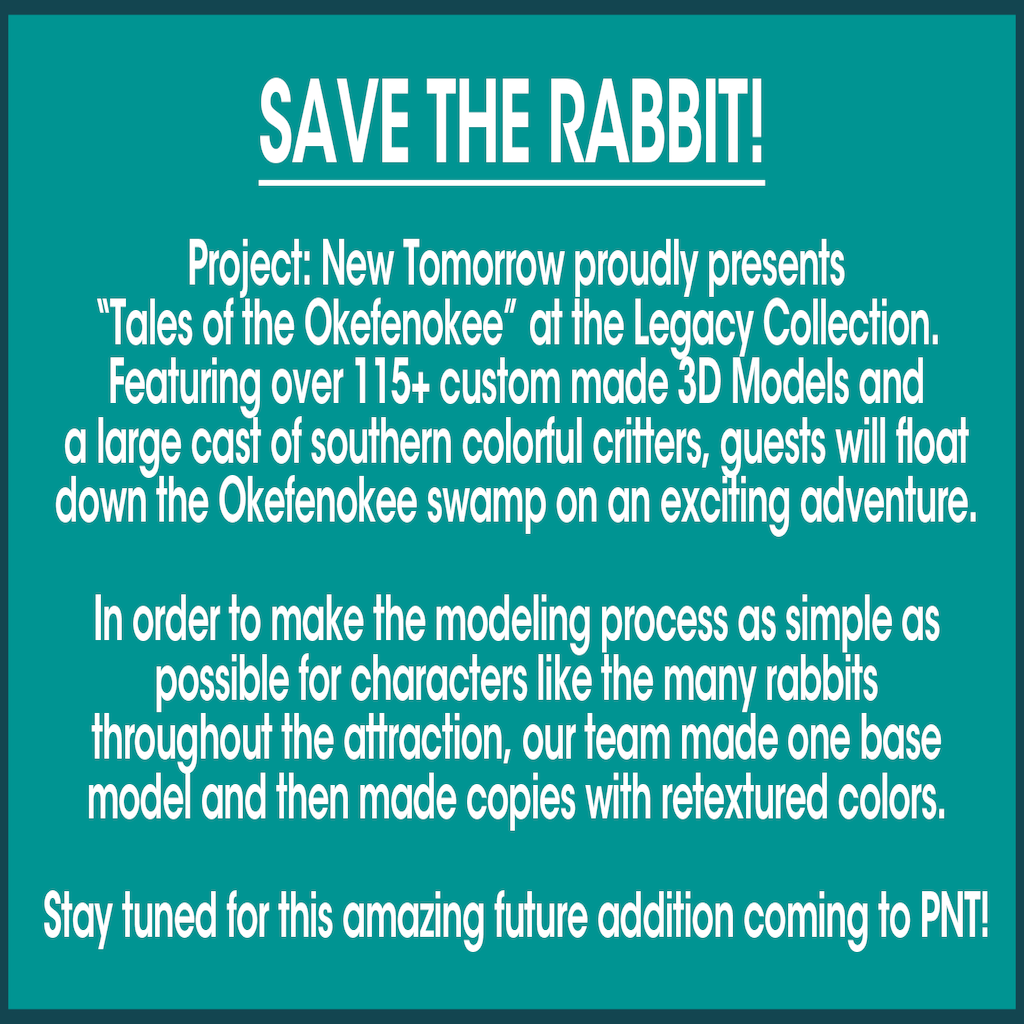 SAVE THE RABBIT!
Project: New Tomorrow proudly presents
"Tales of the Okefenokee" at the Legacy Collection.
Featuring over 115+ custom made 3D Models and
a large cast of southern colorful critters, guests will float
down the Okefenokee swamp on an exciting adventure.
In order to make the modeling process as simple as
possible for characters like the many rabbits
throughout the attraction, our team made one base
model and then made copies with retextured colors.
Stay tuned for this amazing future addition coming to PNT!